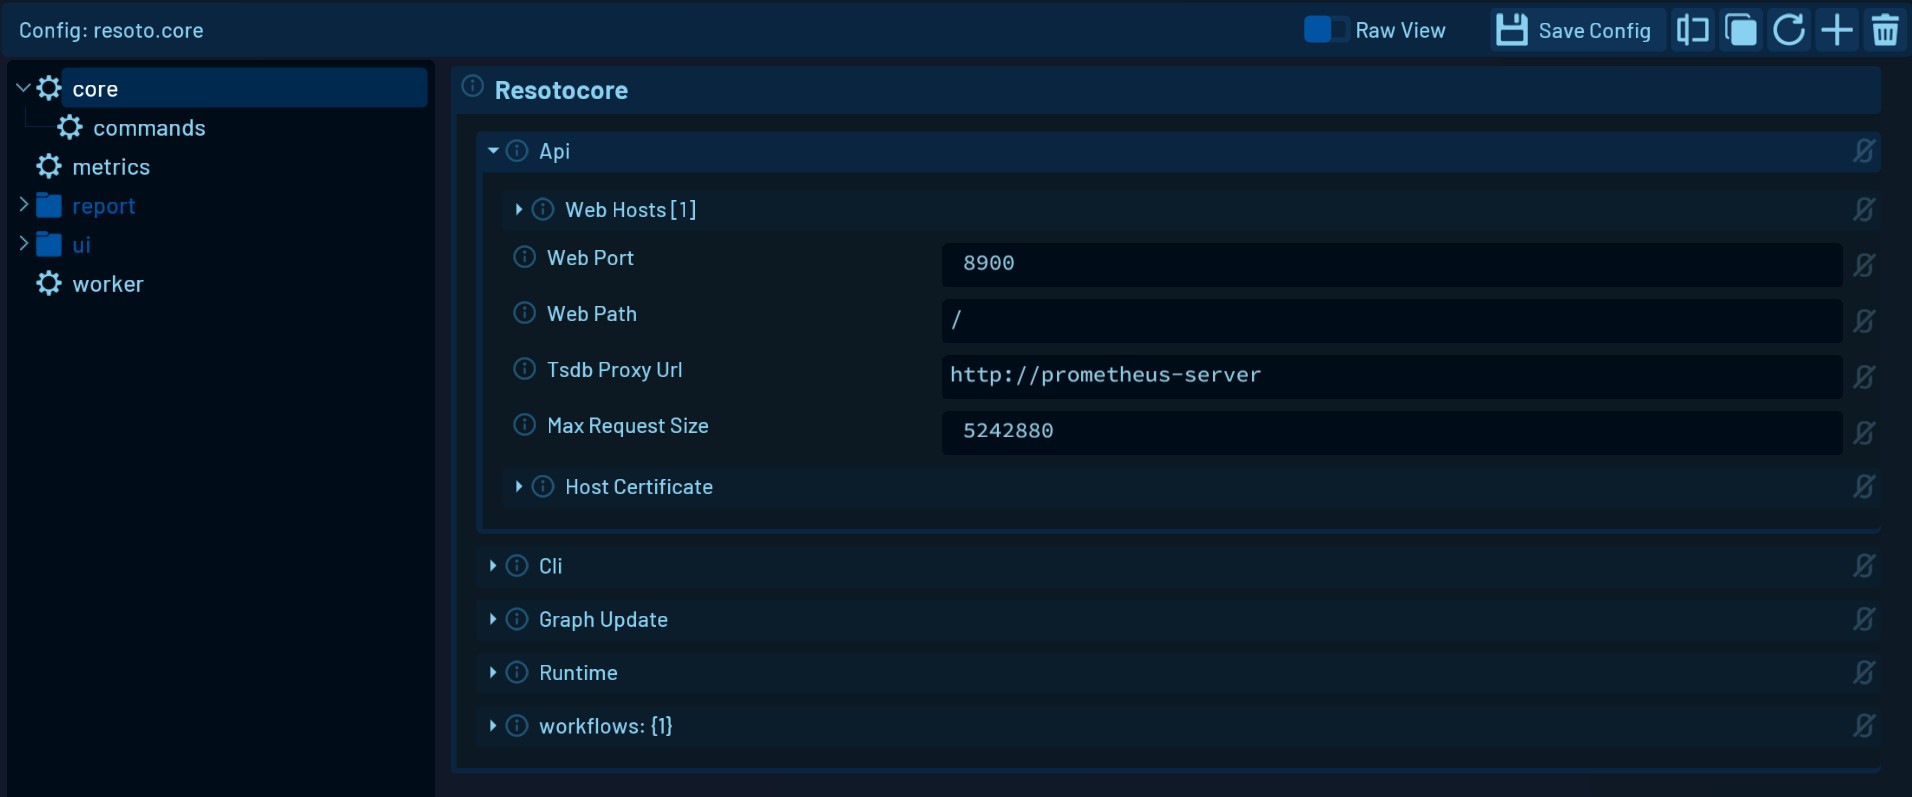 Config: resoto.core
Raw View
Save Config
core
commands
metrics
report
ui
worker
Resotocore
Api
Web Hosts [1]
Web Port 8900
Web Path /
Tsdb Proxy Url http://prometheus-server
Max Request Size 5242880
Host Certificate
Cli
Graph Update
Runtime
workflows: {1}